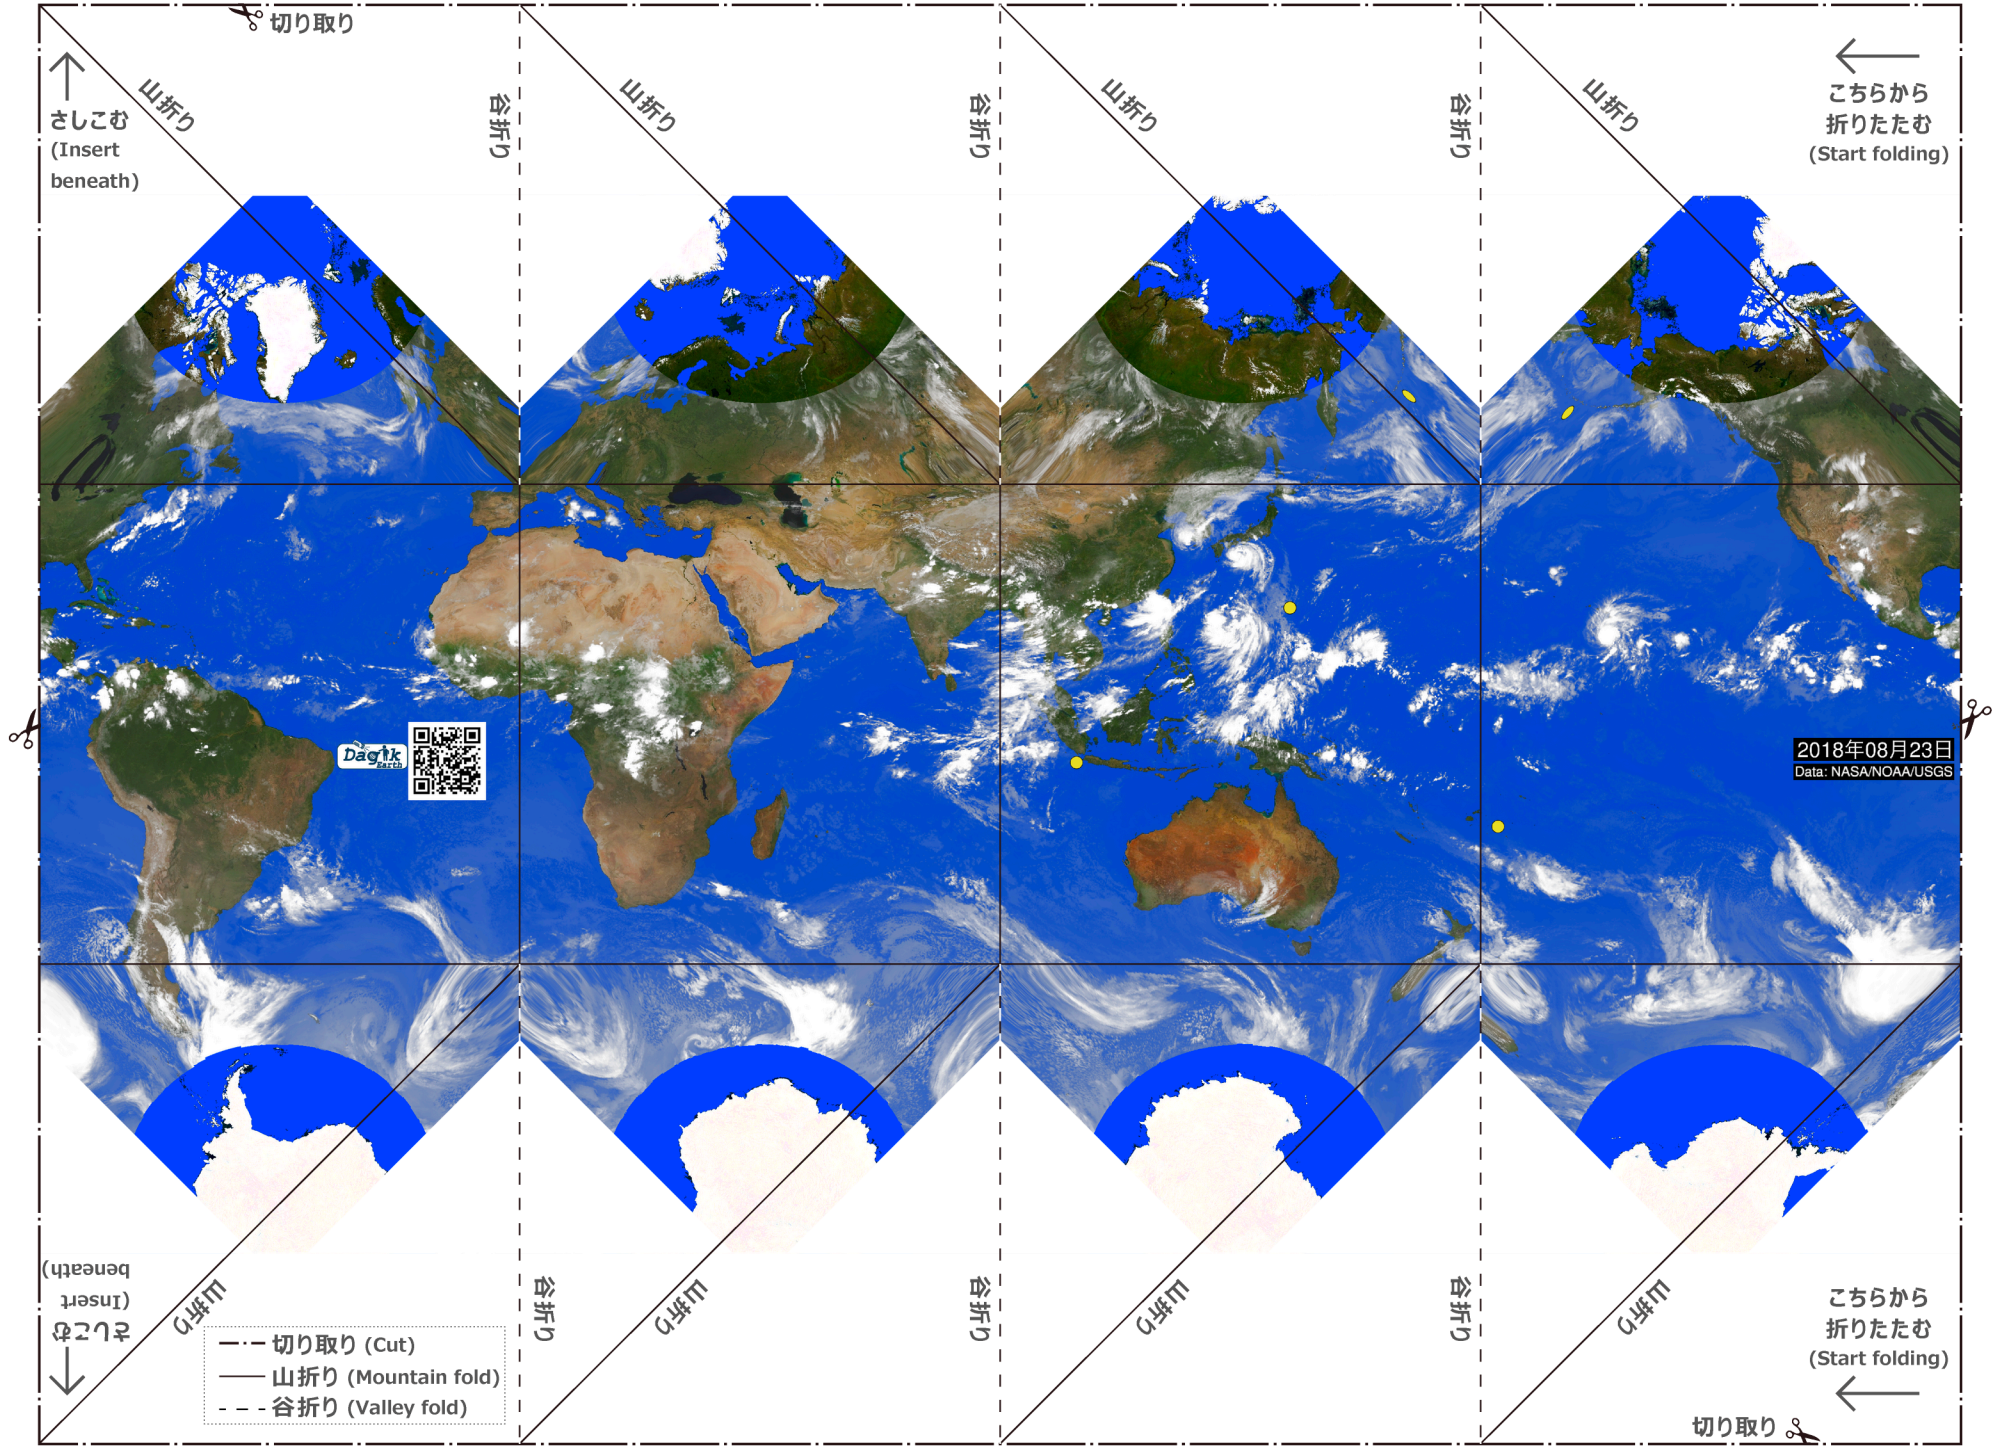 切り取り
さしこむ
(Insert
beneath)
山折り
谷折り
山折り
谷折り
山折り
谷折り
山折り
こちらから
折りたたむ
(Start folding)
Dagik
Earth
2018年08月23日
Data: NASA/NOAA/USGS
さしこむ
(Insert
beneath)
山折り
谷折り
山折り
谷折り
山折り
谷折り
山折り
こちらから
折りたたむ
(Start folding)
切り取り (Cut)
山折り (Mountain fold)
谷折り (Valley fold)
切り取り